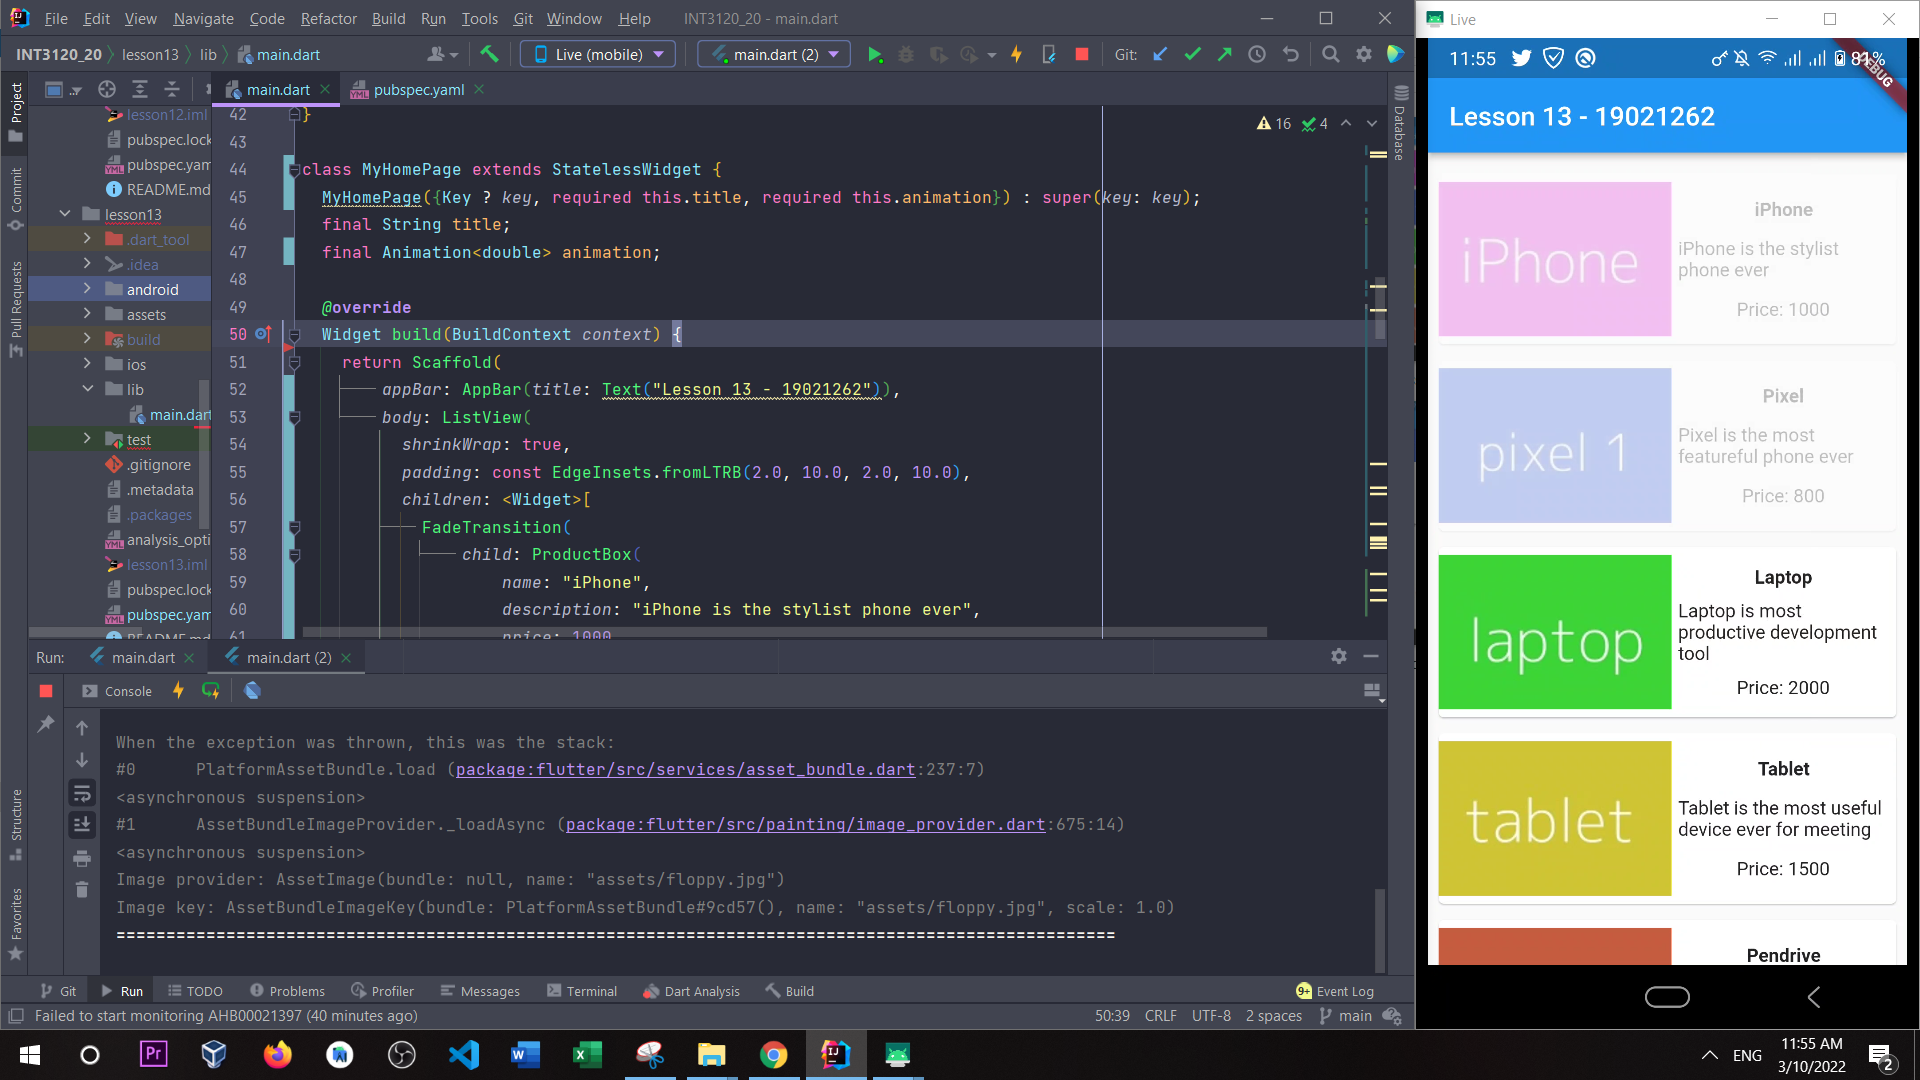 File Edit View Navigate Code Refactor Build Run Tools Git Window Help INT3120_20 - main.dart
INT3120_20 lesson13 lib main.dart Live (mobile) main.dart (2) Git:
Project
Commit
Pull Requests
Structure
Favorites
lesson12.iml
pubspec.lock
pubspec.yam
README.md
lesson13
.dart_tool
.idea
android
assets
build
ios
lib
main.dart
test
.gitignore
.metadata
.packages
analysis_opti
lesson13.iml
pubspec.lock
pubspec.yam
README.md
main.dart pubspec.yaml
16 4
Database
42 }
43
44 class MyHomePage extends StatelessWidget {
45 MyHomePage({Key ? key, required this.title, required this.animation}) : super(key: key);
46 final String title;
47 final Animation<double> animation;
48
49 @override
50 Widget build(BuildContext context) {
51 return Scaffold(
52 appBar: AppBar(title: Text("Lesson 13 - 19021262")),
53 body: ListView(
54 shrinkWrap: true,
55 padding: const EdgeInsets.fromLTRB(2.0, 10.0, 2.0, 10.0),
56 children: <Widget>[
57 FadeTransition(
58 child: ProductBox(
59 name: "iPhone",
60 description: "iPhone is the stylist phone ever",
61 price: 1000
Run: main.dart main.dart (2)
Console
When the exception was thrown, this was the stack:
#0 PlatformAssetBundle.load (package:flutter/src/services/asset_bundle.dart:237:7)
<asynchronous suspension>
#1 AssetBundleImageProvider._loadAsync (package:flutter/src/painting/image_provider.dart:675:14)
<asynchronous suspension>
Image provider: AssetImage(bundle: null, name: "assets/floppy.jpg")
Image key: AssetBundleImageKey(bundle: PlatformAssetBundle#9cd57(), name: "assets/floppy.jpg", scale: 1.0)
====================================================================================================
Git Run TODO Problems Profiler Messages Terminal Dart Analysis Build 9+ Event Log
Failed to start monitoring AHB00021397 (40 minutes ago) 50:39 CRLF UTF-8 2 spaces main
Live
11:55 81%
DEBUG
Lesson 13 - 19021262
iPhone
iPhone
iPhone is the stylist
phone ever
Price: 1000
pixel 1
Pixel
Pixel is the most
featureful phone ever
Price: 800
laptop
Laptop
Laptop is most
productive development
tool
Price: 2000
tablet
Tablet
Tablet is the most useful
device ever for meeting
Price: 1500
Pendrive
Pr
ENG 11:55 AM
3/10/2022
2